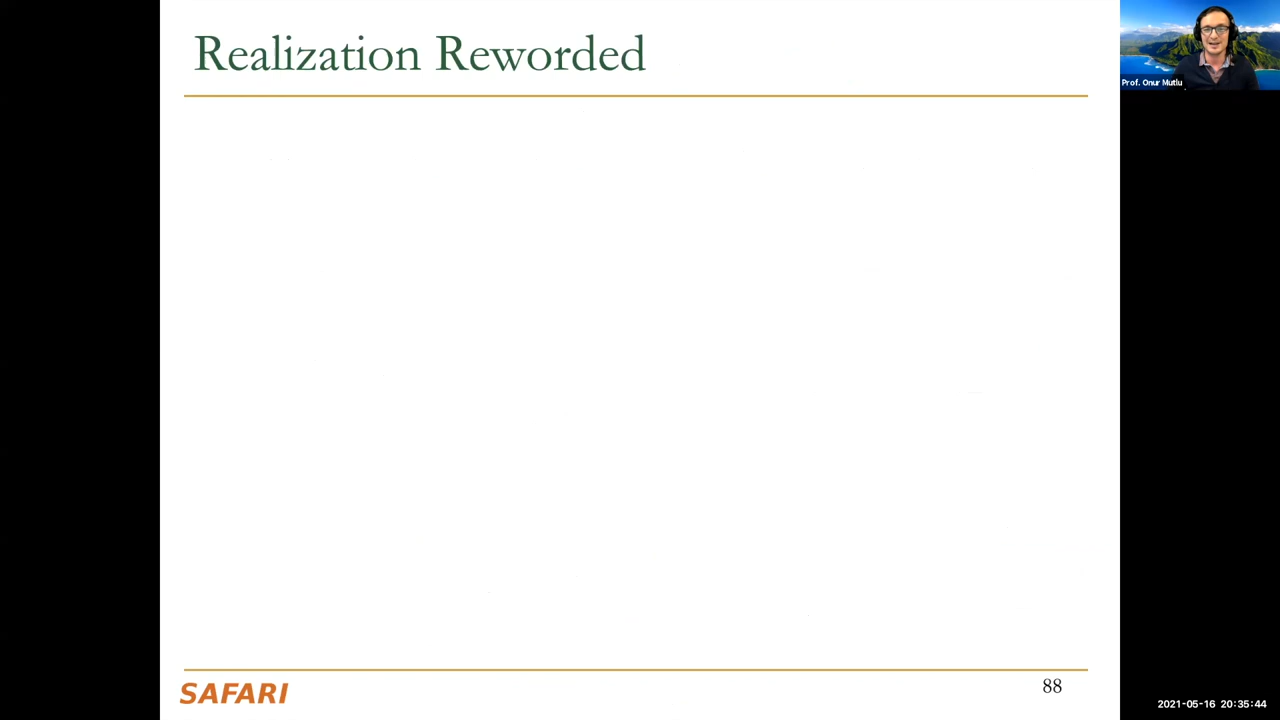 Realization Reworded
Prof. Onur Mutlu
SAFARI
88
2021-05-16 20:35:44